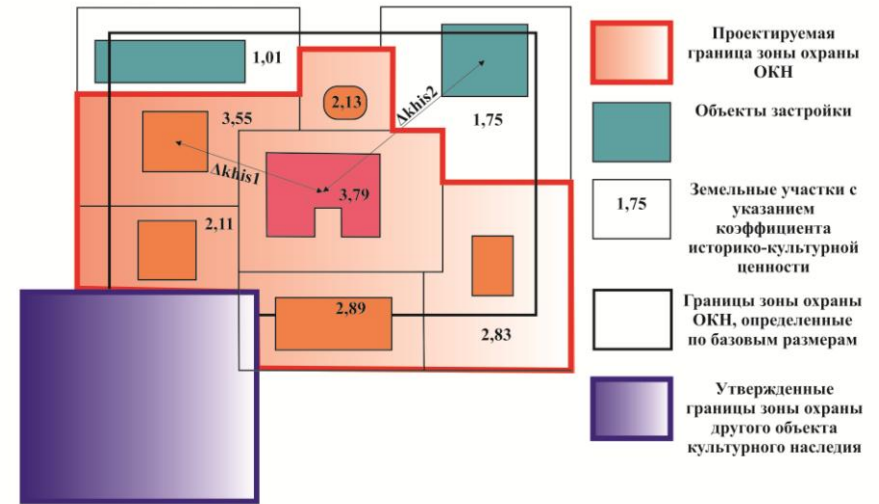 1,01
Δkhis2
2,13
3,55
1,75
Δkhis1
3,79
2,11
2,89
2,83
Проектируемая
граница зоны охраны
ОКН
Объекты застройки
1,75
Земельные участки с
указанием
коэффициента
историко-культурной
ценности
Границы зоны охраны
ОКН, определенные
по базовым размерам
Утвержденные
границы зоны охраны
другого объекта
культурного наследия